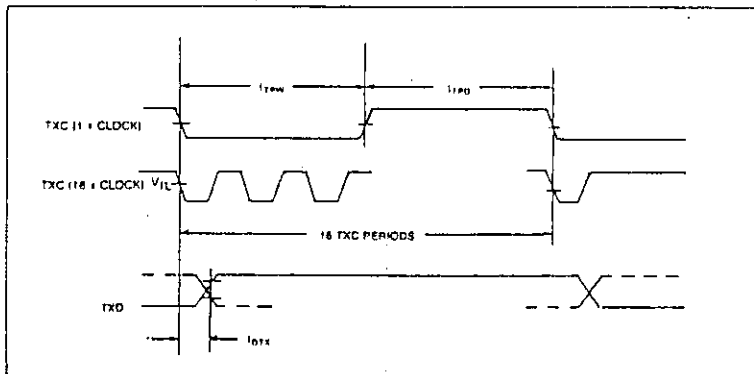 tTPW tTPD
TXC (1 x CLOCK)
TXC (16 x CLOCK) VIL
16 TXC PERIODS
TXD
tDTX